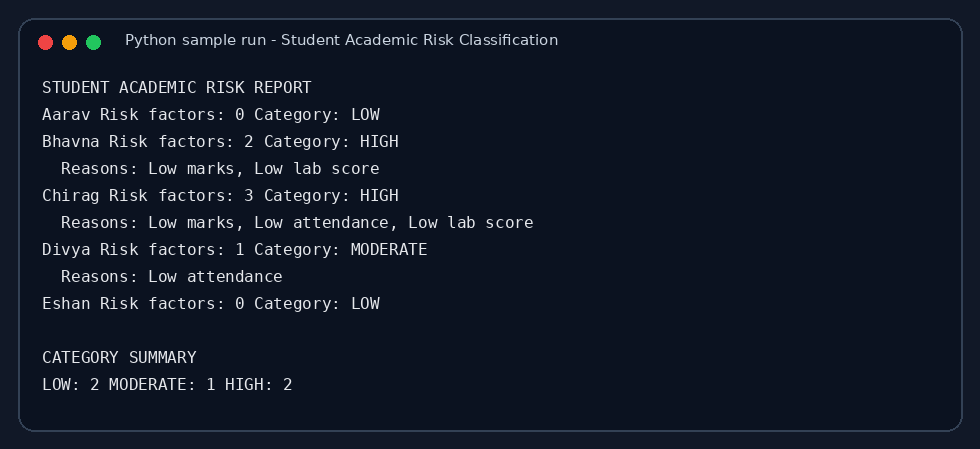 Python sample run - Student Academic Risk Classification
STUDENT ACADEMIC RISK REPORT
Aarav Risk factors: 0 Category: LOW
Bhavna Risk factors: 2 Category: HIGH
  Reasons: Low marks, Low lab score
Chirag Risk factors: 3 Category: HIGH
  Reasons: Low marks, Low attendance, Low lab score
Divya Risk factors: 1 Category: MODERATE
  Reasons: Low attendance
Eshan Risk factors: 0 Category: LOW
CATEGORY SUMMARY
LOW: 2 MODERATE: 1 HIGH: 2